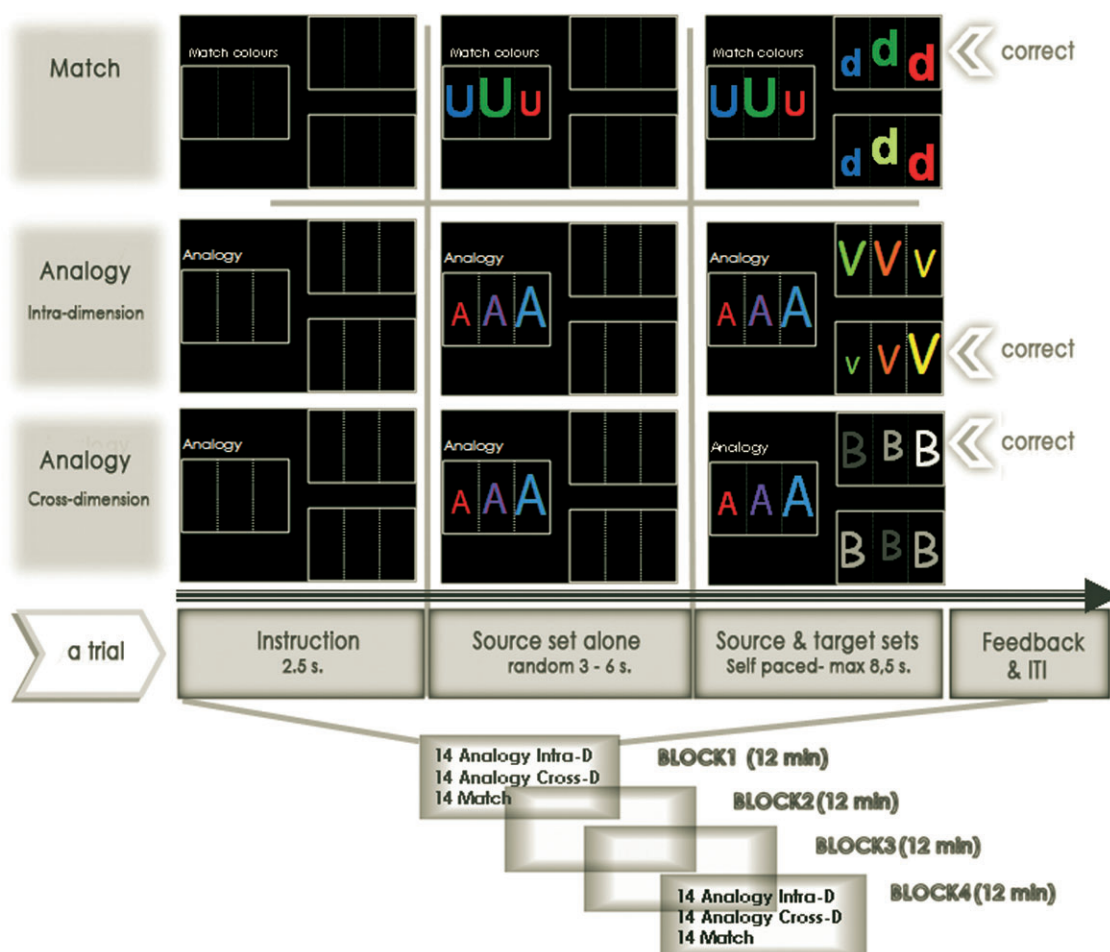 Match
Match colours
Match colours
U U U
Match colours
U U U
d d d
d d d
correct
Analogy
Intra-dimension
Analogy
Analogy
A A A
Analogy
A A A
V V V
V V V
correct
Analogy
Cross-dimension
Analogy
Analogy
A A A
Analogy
A A A
B B B
B B B
correct
a trial
Instruction
2.5 s.
Source set alone
random 3 - 6 s.
Source & target sets
Self paced- max 8,5 s.
Feedback
& ITI
14 Analogy Intra-D
14 Analogy Cross-D
14 Match
BLOCK1 (12 min)
BLOCK2 (12 min)
BLOCK3 (12 min)
BLOCK4 (12 min)
14 Analogy Intra-D
14 Analogy Cross-D
14 Match